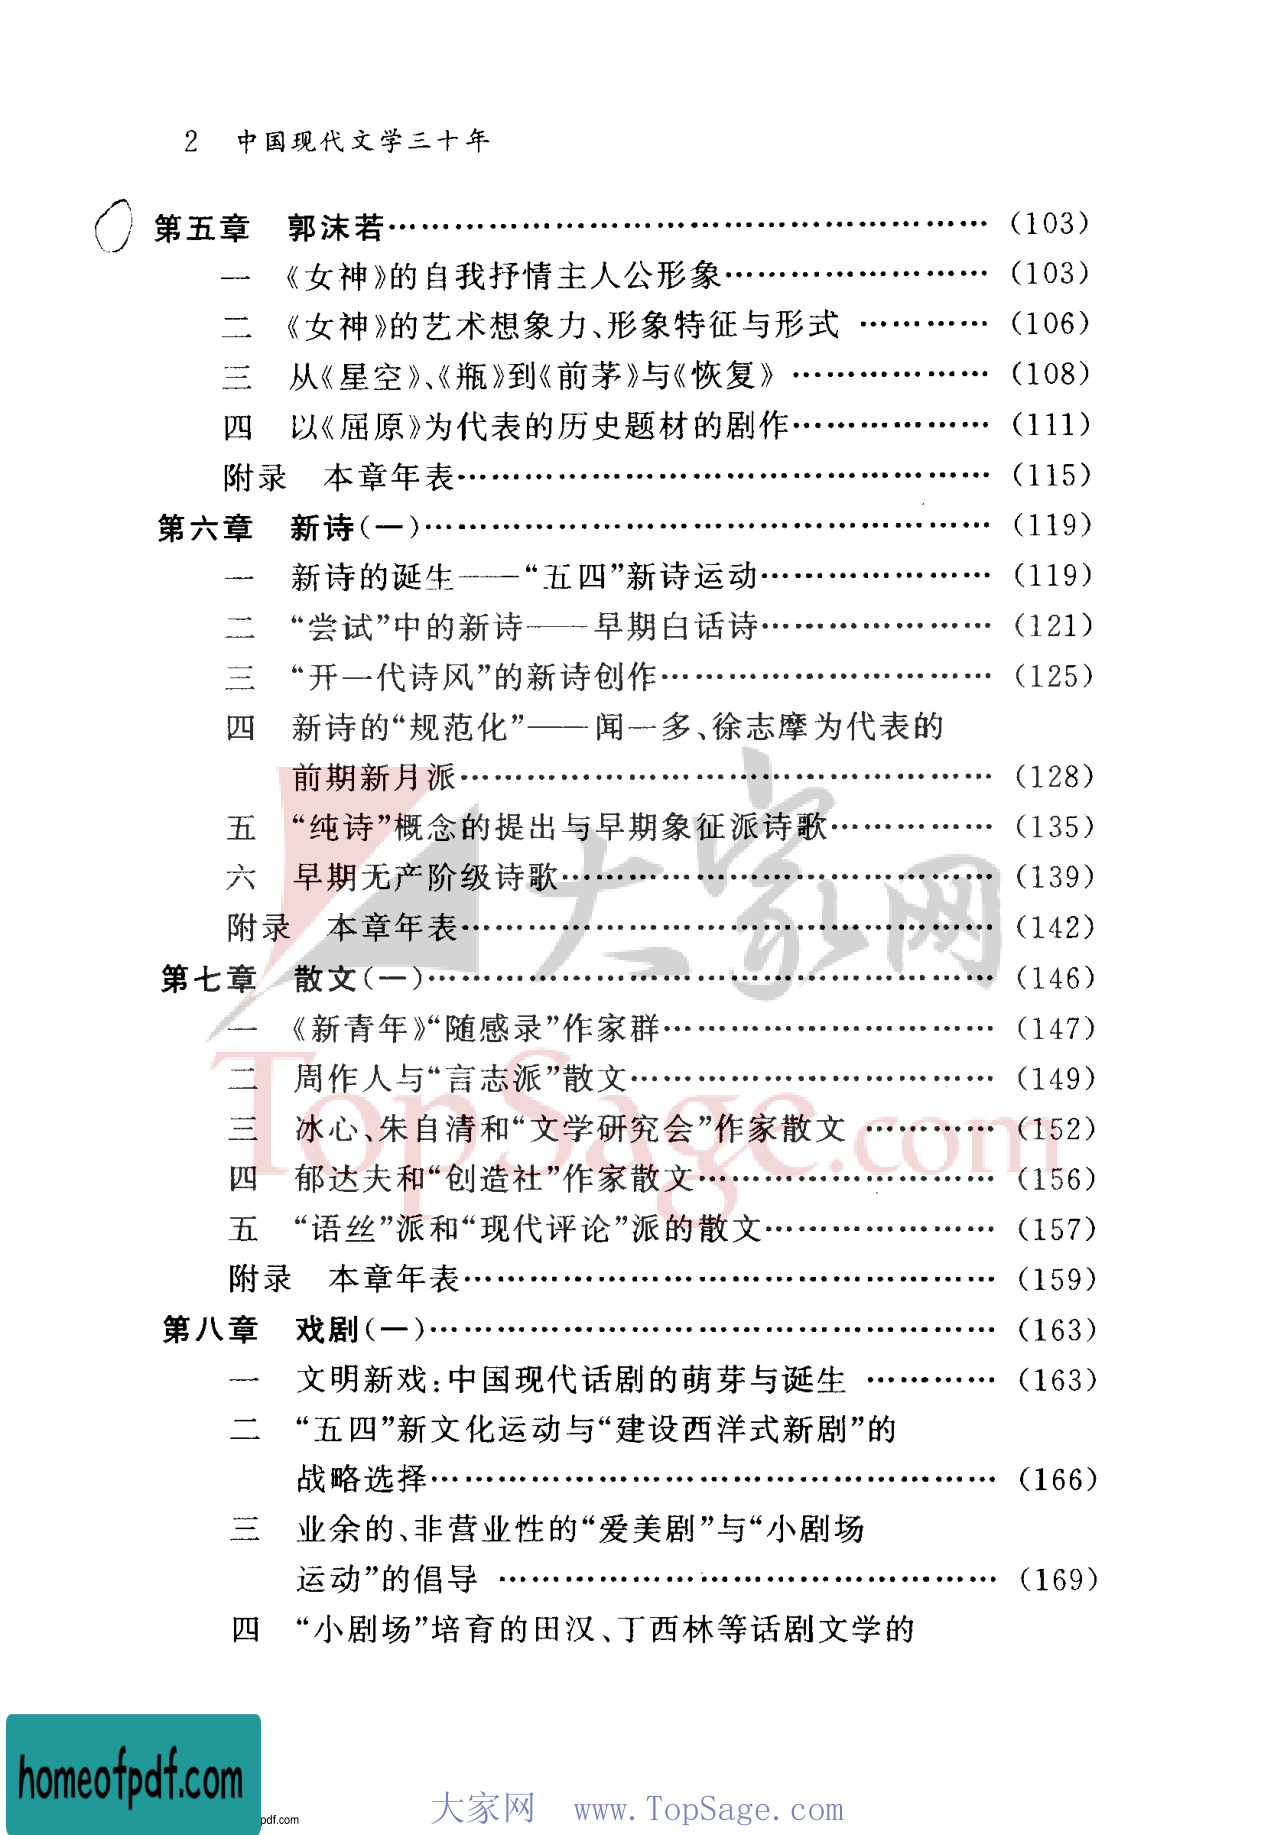 2 中国现代文学三十年
第五章 郭沫若…………………………………………………… (103)
一 《女神》的自我抒情主人公形象…………………… (103)
二 《女神》的艺术想象力、形象特征与形式 ………… (106)
三 从《星空》、《瓶》到《前茅》与《恢复》 ……………… (108)
四 以《屈原》为代表的历史题材的剧作……………… (111)
附录 本章年表………………………………………… (115)
第六章 新诗(一)……………………………………………… (119)
一 新诗的诞生——“五四”新诗运动………………… (119)
二 “尝试”中的新诗——早期白话诗………………… (121)
三 “开一代诗风”的新诗创作………………………… (125)
四 新诗的“规范化”——闻一多、徐志摩为代表的
前期新月派………………………………………… (128)
五 “纯诗”概念的提出与早期象征派诗歌…………… (135)
六 早期无产阶级诗歌………………………………… (139)
附录 本章年表………………………………………… (142)
第七章 散文(一)……………………………………………… (146)
一 《新青年》“随感录”作家群………………………… (147)
二 周作人与“言志派”散文…………………………… (149)
三 冰心、朱自清和“文学研究会”作家散文 ………… (152)
四 郁达夫和“创造社”作家散文……………………… (156)
五 “语丝”派和“现代评论”派的散文………………… (157)
附录 本章年表………………………………………… (159)
第八章 戏剧(一)……………………………………………… (163)
一 文明新戏:中国现代话剧的萌芽与诞生 ………… (163)
二 “五四”新文化运动与“建设西洋式新剧”的
战略选择…………………………………………… (166)
三 业余的、非营业性的“爱美剧”与“小剧场
运动”的倡导 ……………………………………… (169)
四 “小剧场”培育的田汉、丁西林等话剧文学的
大家网
TopSage.com
homeofpdf.com
pdf.com
大家网 www.TopSage.com